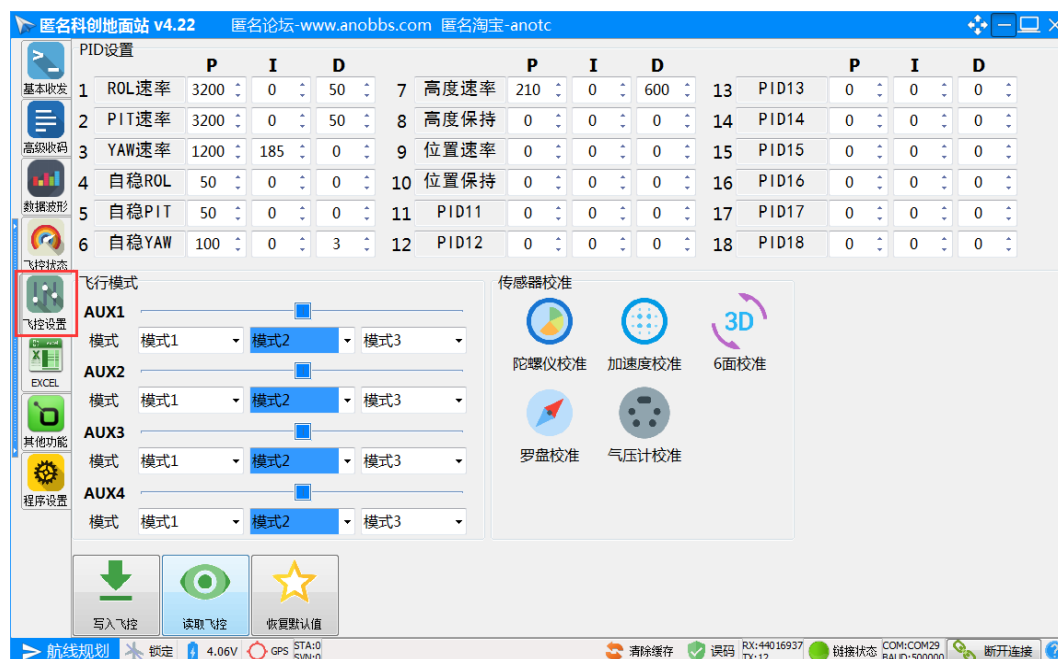 匿名科创地面站 v4.22 匿名论坛-www.anobbs.com 匿名淘宝-anotc
基本收发
高级收码
数据波形
飞控状态
飞控设置
EXCEL
其他功能
程序设置
PID设置
P I D P I D P I D
1 ROL速率 3200 0 50 7 高度速率 210 0 600 13 PID13 0 0 0
2 PIT速率 3200 0 50 8 高度保持 0 0 0 14 PID14 0 0 0
3 YAW速率 1200 185 0 9 位置速率 0 0 0 15 PID15 0 0 0
4 自稳ROL 50 0 0 10 位置保持 0 0 0 16 PID16 0 0 0
5 自稳PIT 50 0 0 11 PID11 0 0 0 17 PID17 0 0 0
6 自稳YAW 100 0 3 12 PID12 0 0 0 18 PID18 0 0 0
飞行模式
AUX1
模式 模式1 模式2 模式3
AUX2
模式 模式1 模式2 模式3
AUX3
模式 模式1 模式2 模式3
AUX4
模式 模式1 模式2 模式3
传感器校准
3D
陀螺仪校准 加速度校准 6面校准
罗盘校准 气压计校准
写入飞控 读取飞控 恢复默认值
航线规划 锁定 4.06V GPS STA:0
SVN:0
清除缓存 误码 RX:44016937
TX:12
链接状态 COM:COM29
BAUD:500000
断开连接